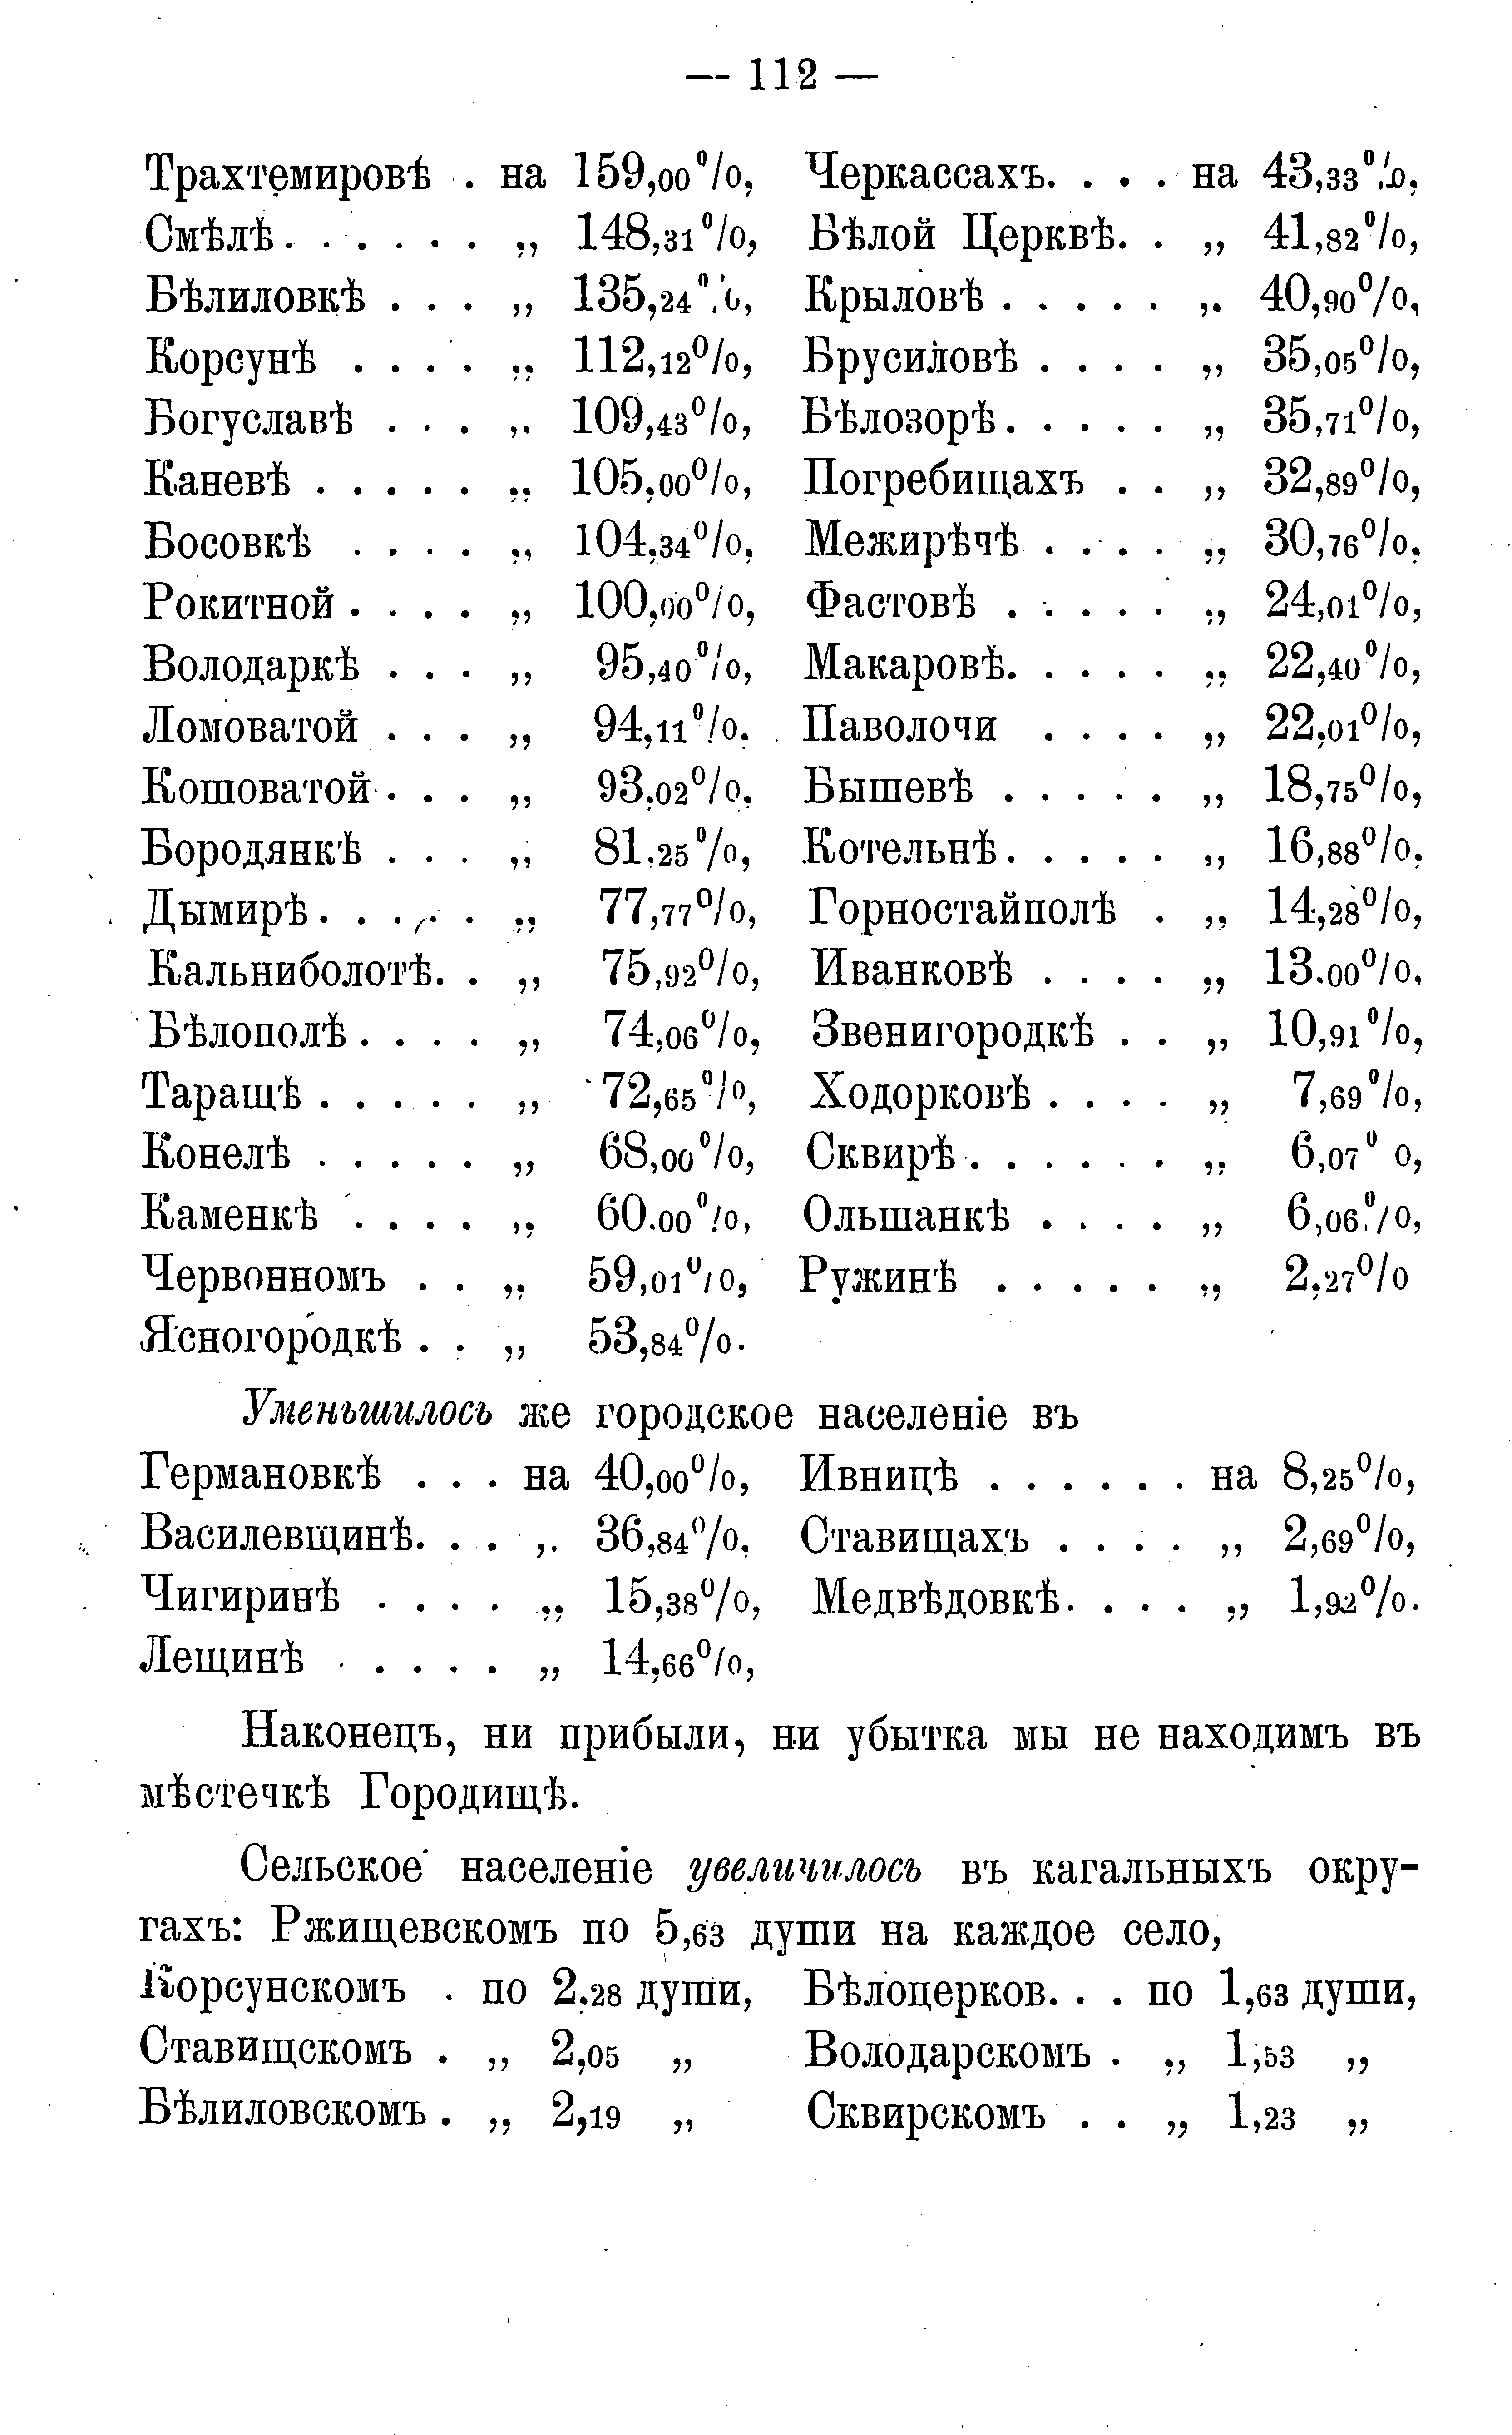 — 112 —
Трахтемировѣ . на 159,00%, Черкассахъ. . . . на 43,33%,
Смѣлѣ. . . . . . „ 148,31%, Бѣлой Церквѣ. . „ 41,82%,
Бѣлиловкѣ . . . „ 135,24%, Крыловѣ . . . . . „ 40,90%,
Корсунѣ . . . . „ 112,12%, Брусиловѣ . . . . „ 35,05%,
Богуславѣ . . . „ 109,43%, Бѣлозорѣ. . . . . „ 35,71%,
Каневѣ . . . . . „ 105,00%, Погребищахъ . . „ 32,89%,
Босовкѣ . . . . „ 104,34%, Межирѣчѣ . . . . „ 30,76%,
Рокитной . . . . „ 100,00%, Фастовѣ . . . . . „ 24,01%,
Володаркѣ . . . „ 95,40%, Макаровѣ. . . . . „ 22,40%,
Ломоватой . . . „ 94,11%. Паволочи . . . . „ 22,01%,
Кошоватой . . . „ 93,02%, Бышевѣ . . . . . „ 18,75%,
Бородянкѣ . . . „ 81,25%, Котельнѣ. . . . . „ 16,88%,
Дымирѣ. . . . . „ 77,77%, Горностайполѣ . „ 14,28%,
Кальниболотѣ. . „ 75,92%, Иванковѣ . . . . „ 13.00%,
Бѣлополѣ . . . . „ 74,06%, Звенигородкѣ . . „ 10,91%,
Таращѣ . . . . . „ 72,65%, Ходорковѣ . . . . „ 7,69%,
Конелѣ . . . . . „ 68,00%, Сквирѣ . . . . . . „ 6,07%,
Каменкѣ . . . . „ 60.00%, Ольшанкѣ . . . . „ 6,06%,
Червонномъ . . „ 59,01%, Ружинѣ . . . . . „ 2,27%
Ясногородкѣ . . „ 53,84%.
Уменьшилось же городское населеніе въ
Германовкѣ . . . на 40,00%, Ивницѣ . . . . . . на 8,25%,
Василевщинѣ. . . „ 36,84%, Ставищахъ . . . . „ 2,69%,
Чигиринѣ . . . . „ 15,38%, Медвѣдовкѣ. . . . „ 1,92%.
Лещинѣ . . . . . „ 14,66%,
Наконецъ, ни прибыли, ни убытка мы не находимъ въ
мѣстечкѣ Городищѣ.
Сельское населеніе увеличилось въ кагальныхъ окру-
гахъ: Ржищевскомъ по 5,63 души на каждое село,
Корсунскомъ . по 2.28 души, Бѣлоцерков. . . по 1,63 души,
Ставищскомъ . „ 2,05 „ Володарскомъ . „ 1,53 „
Бѣлиловскомъ . „ 2,19 „ Сквирскомъ . . „ 1,23 „